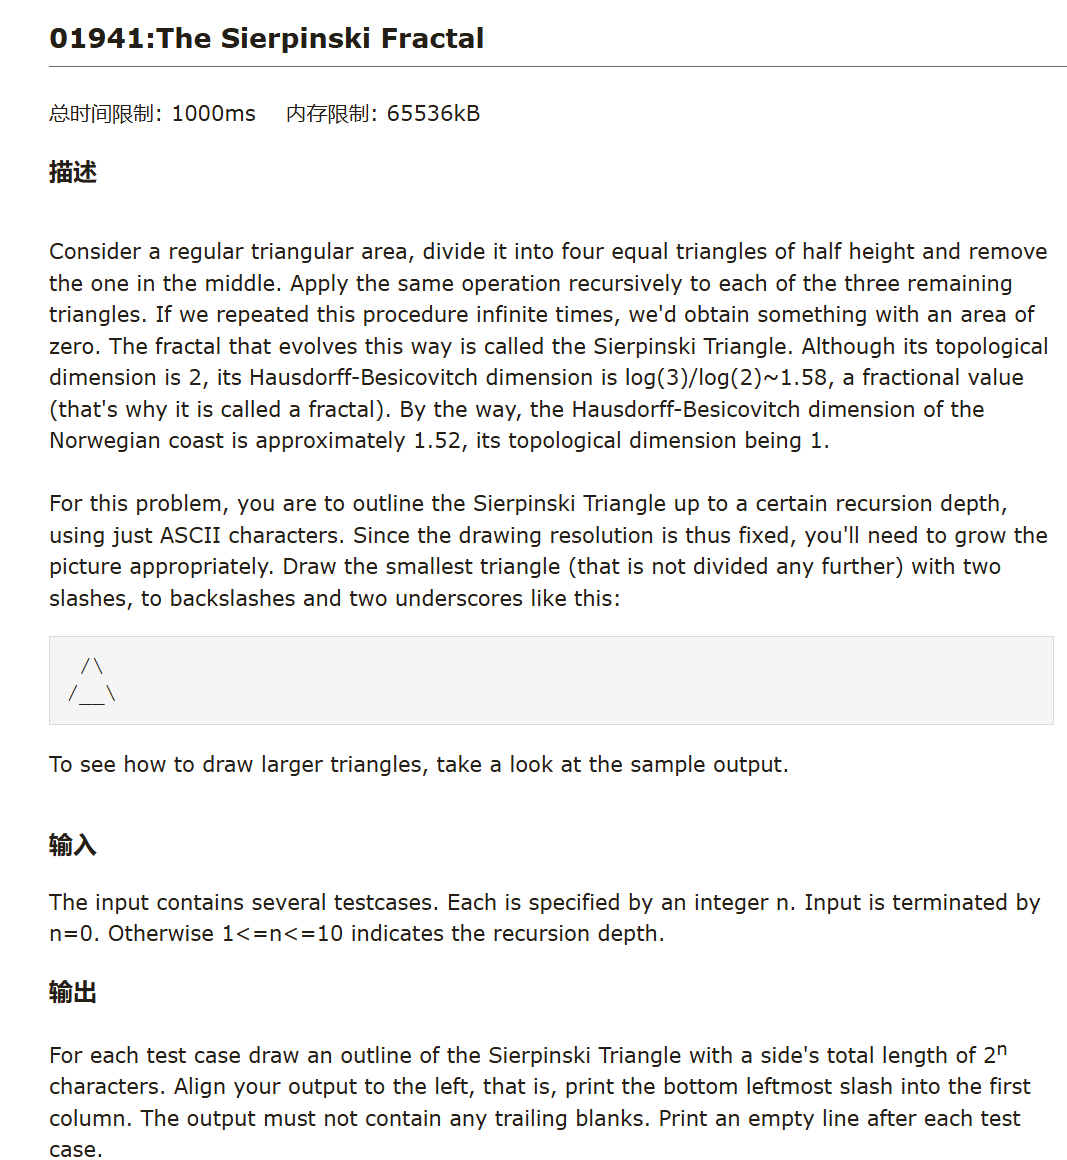 01941:The Sierpinski Fractal
总时间限制: 1000ms 内存限制: 65536kB
描述
Consider a regular triangular area, divide it into four equal triangles of half height and remove
the one in the middle. Apply the same operation recursively to each of the three remaining
triangles. If we repeated this procedure infinite times, we'd obtain something with an area of
zero. The fractal that evolves this way is called the Sierpinski Triangle. Although its topological
dimension is 2, its Hausdorff-Besicovitch dimension is log(3)/log(2)~1.58, a fractional value
(that's why it is called a fractal). By the way, the Hausdorff-Besicovitch dimension of the
Norwegian coast is approximately 1.52, its topological dimension being 1.
For this problem, you are to outline the Sierpinski Triangle up to a certain recursion depth,
using just ASCII characters. Since the drawing resolution is thus fixed, you'll need to grow the
picture appropriately. Draw the smallest triangle (that is not divided any further) with two
slashes, to backslashes and two underscores like this:
 /\
/__\
To see how to draw larger triangles, take a look at the sample output.
输入
The input contains several testcases. Each is specified by an integer n. Input is terminated by
n=0. Otherwise 1<=n<=10 indicates the recursion depth.
输出
For each test case draw an outline of the Sierpinski Triangle with a side's total length of 2ⁿ
characters. Align your output to the left, that is, print the bottom leftmost slash into the first
column. The output must not contain any trailing blanks. Print an empty line after each test
case.